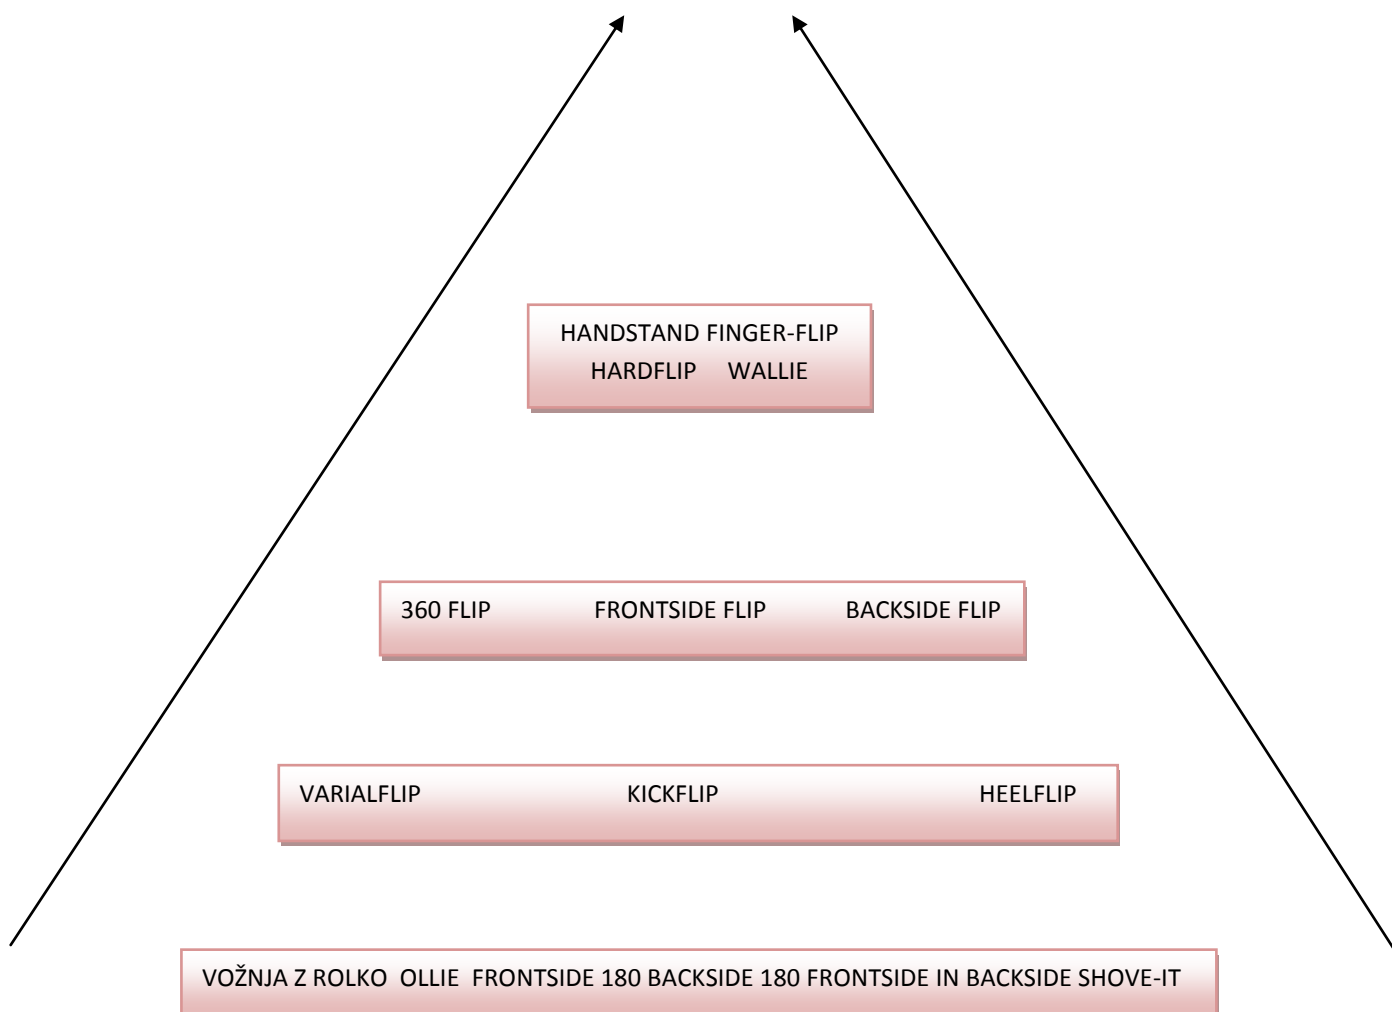 HANDSTAND FINGER-FLIP
HARDFLIP WALLIE
360 FLIP FRONTSIDE FLIP BACKSIDE FLIP
VARIALFLIP KICKFLIP HEELFLIP
VOŽNJA Z ROLKO OLLIE FRONTSIDE 180 BACKSIDE 180 FRONTSIDE IN BACKSIDE SHOVE-IT